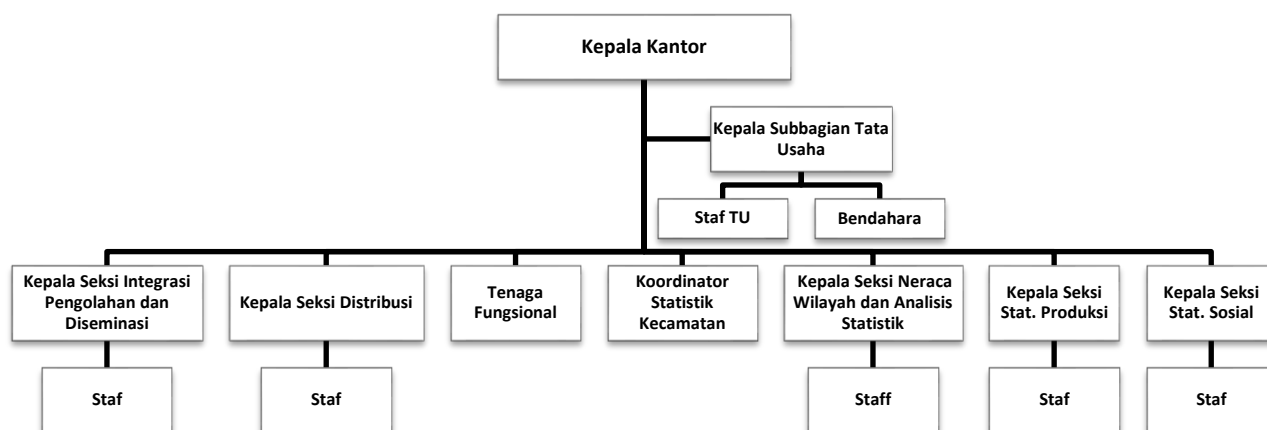 Kepala Kantor
Kepala Subbagian Tata
Usaha
Staf TU
Bendahara
Kepala Seksi Integrasi
Pengolahan dan
Diseminasi
Kepala Seksi Distribusi
Tenaga
Fungsional
Koordinator
Statistik
Kecamatan
Kepala Seksi Neraca
Wilayah dan Analisis
Statistik
Kepala Seksi
Stat. Produksi
Kepala Seksi
Stat. Sosial
Staf
Staf
Staff
Staf
Staf